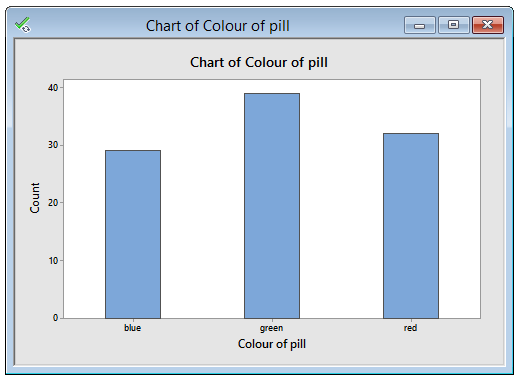 Chart of Colour of pill
Chart of Colour of pill
40
30
20
10
0
Count
blue green red
Colour of pill